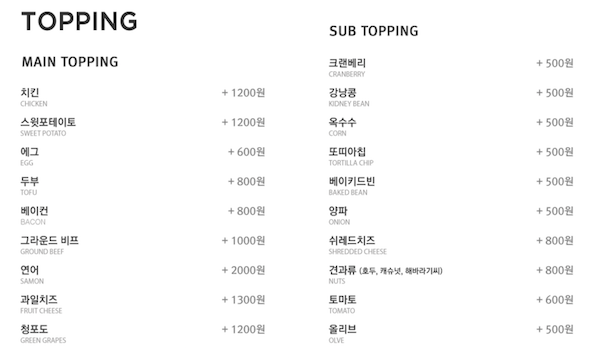 TOPPING
MAIN TOPPING
치킨 + 1200원
CHICKEN
스윗포테이토 + 1200원
SWEET POTATO
에그 + 600원
EGG
두부 + 800원
TOFU
베이컨 + 800원
BACON
그라운드 비프 + 1000원
GROUND BEEF
연어 + 2000원
SAMON
과일치즈 + 1300원
FRUIT CHEESE
청포도 + 1200원
GREEN GRAPES
SUB TOPPING
크랜베리 + 500원
CRANBERRY
강낭콩 + 500원
KIDNEY BEAN
옥수수 + 500원
CORN
또띠아칩 + 500원
TORTILLA CHIP
베이키드빈 + 500원
BAKED BEAN
양파 + 500원
ONION
쉬레드치즈 + 800원
SHREDDED CHEESE
견과류 (호두, 캐슈넛, 해바라기씨) + 800원
NUTS
토마토 + 600원
TOMATO
올리브 + 500원
OLVE